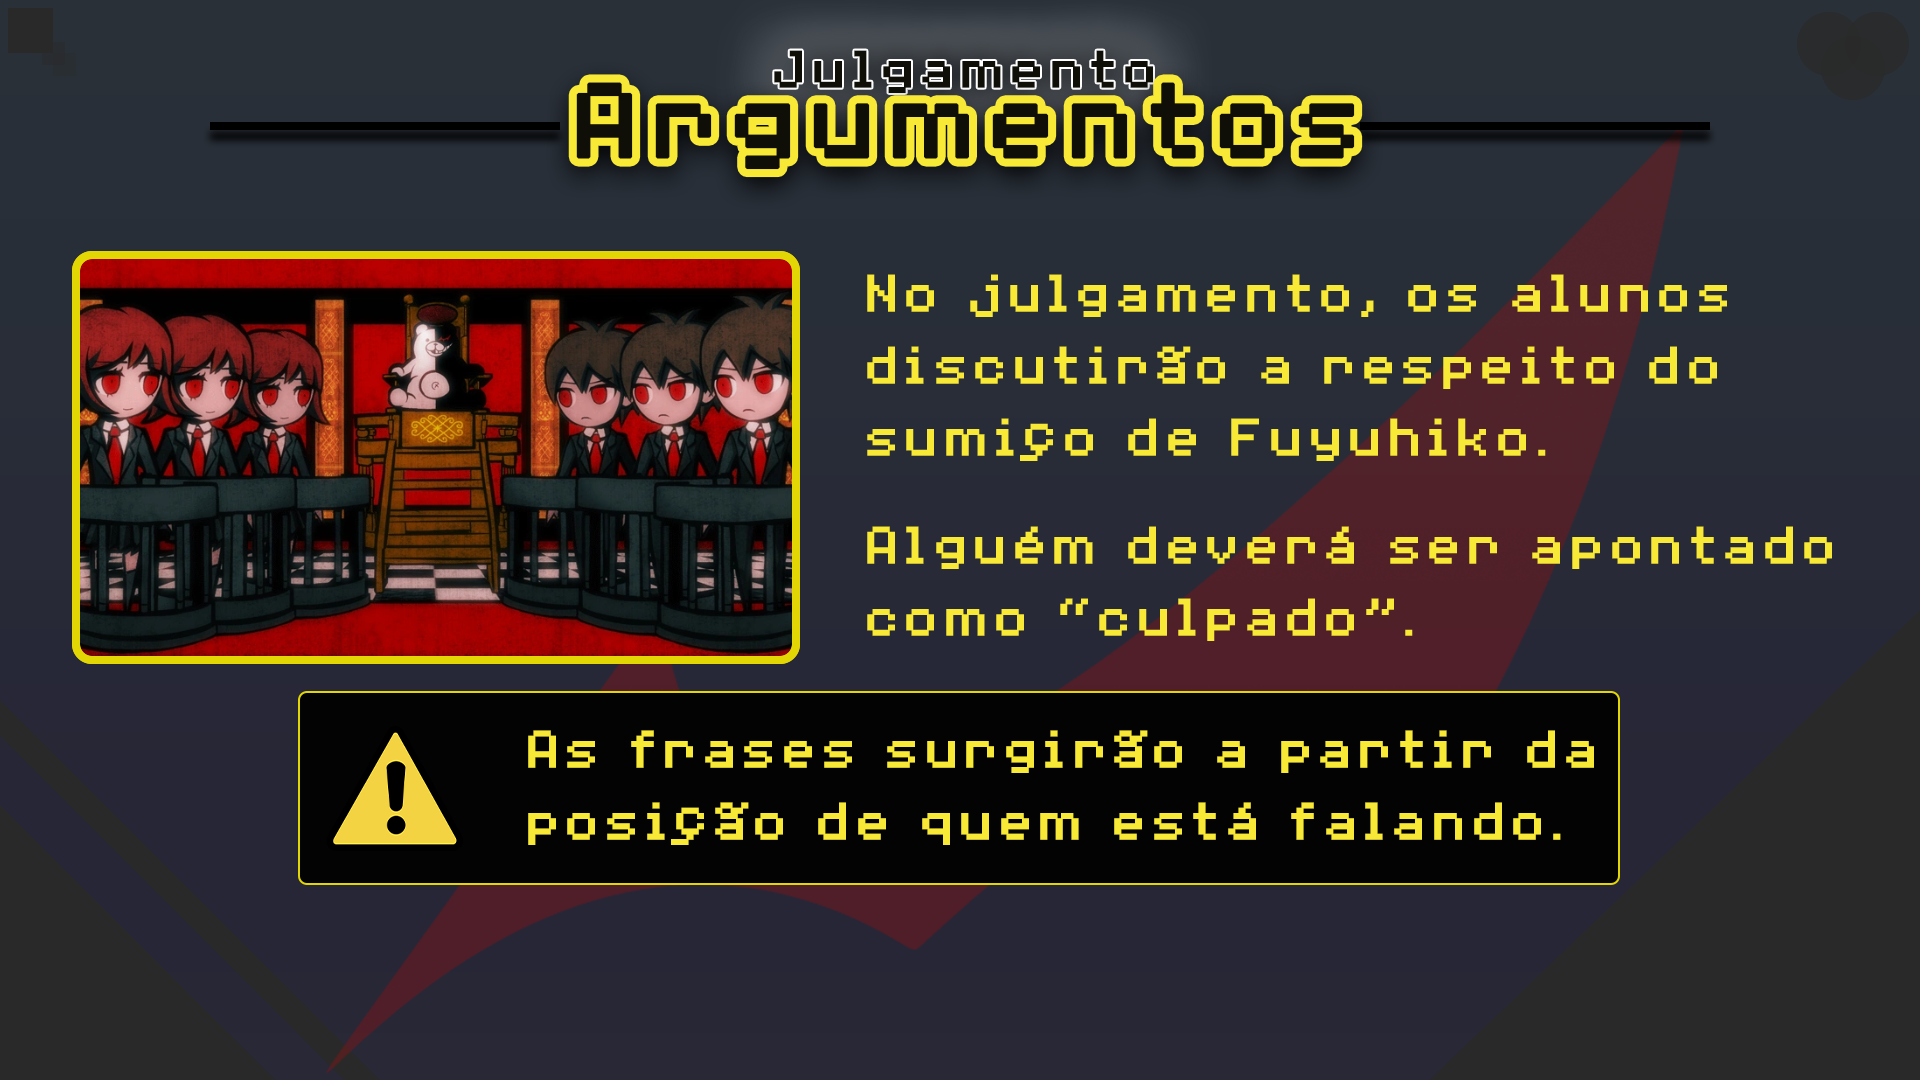 Julgamento
Argumentos
No julgamento, os alunos
discutirão a respeito do
sumiço de Fuyuhiko.
Alguém deverá ser apontado
como “culpado”.
As frases surgirão a partir da
posição de quem está falando.